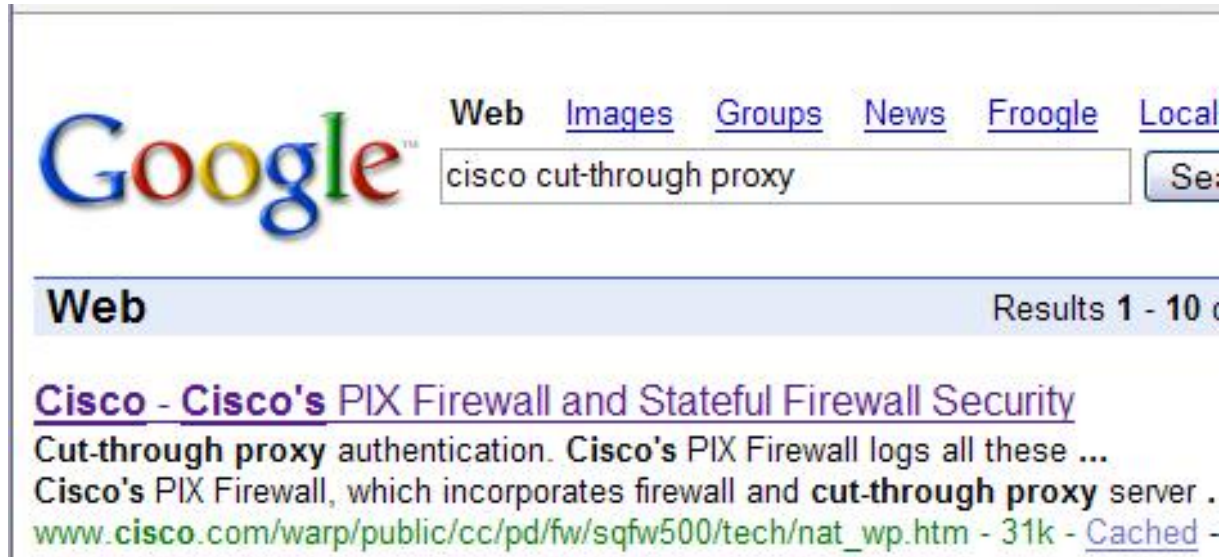 Web Images Groups News Froogle Local
Google™
cisco cut-through proxy
Web Results 1 - 10
Cisco - Cisco's PIX Firewall and Stateful Firewall Security
Cut-through proxy authentication. Cisco's PIX Firewall logs all these ...
Cisco's PIX Firewall, which incorporates firewall and cut-through proxy server .
www.cisco.com/warp/public/cc/pd/fw/sqfw500/tech/nat_wp.htm - 31k - Cached -